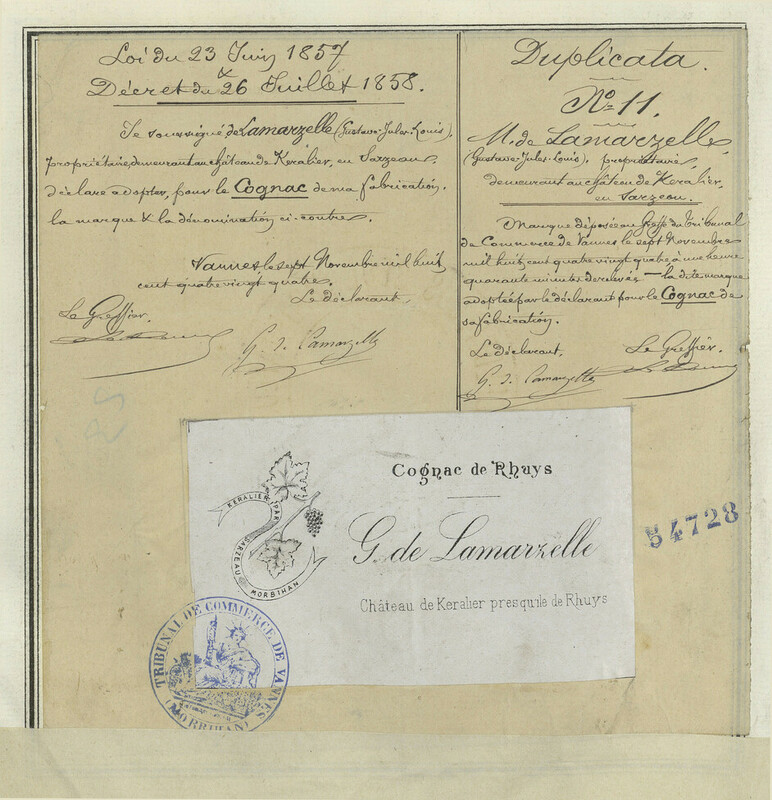 Loi du 23 Juin 1857
&
Décret du 26 Juillet 1858.
Je soussigné de Lamarzelle (Gustave-Jules-Louis),
propriétaire, demeurant au château de Keralier, en Sarzeau,
déclare adopter, pour le Cognac de ma fabrication,
la marque & la dénomination ci-contre.
Vannes, le sept Novembre mil huit
cent quatre vingt quatre.
Le déclarant,
Le Greffier,
G. de Lamarzelle
Duplicata.
No 11.
M. de Lamarzelle
(Gustave-Jules-Louis), propriétaire,
demeurant au château de Keralier,
en Sarzeau.
Marque déposée au Greffe du Tribunal
de Commerce de Vannes le sept Novembre
mil huit cent quatre vingt quatre à une heure
quarante minutes de relevée — la dite marque
adoptée par le déclarant pour le Cognac de
sa fabrication.
Le déclarant, Le Greffier,
G. de Lamarzelle
Cognac de Rhuys
KERALIER PAR SARZEAU MORBIHAN
G. de Lamarzelle
Château de Keralier presqu'ile de Rhuys
54728
TRIBUNAL DE COMMERCE DE VANNES
(MORBIHAN)